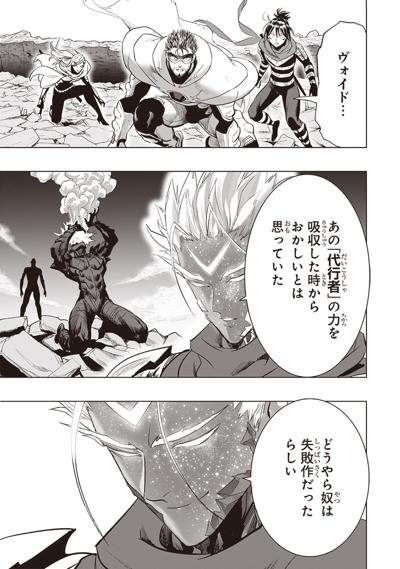 ヴォイド…
あの「代行者」の力を
吸収した時から
おかしいとは
思っていた
どうやら奴は
失敗作だった
らしい